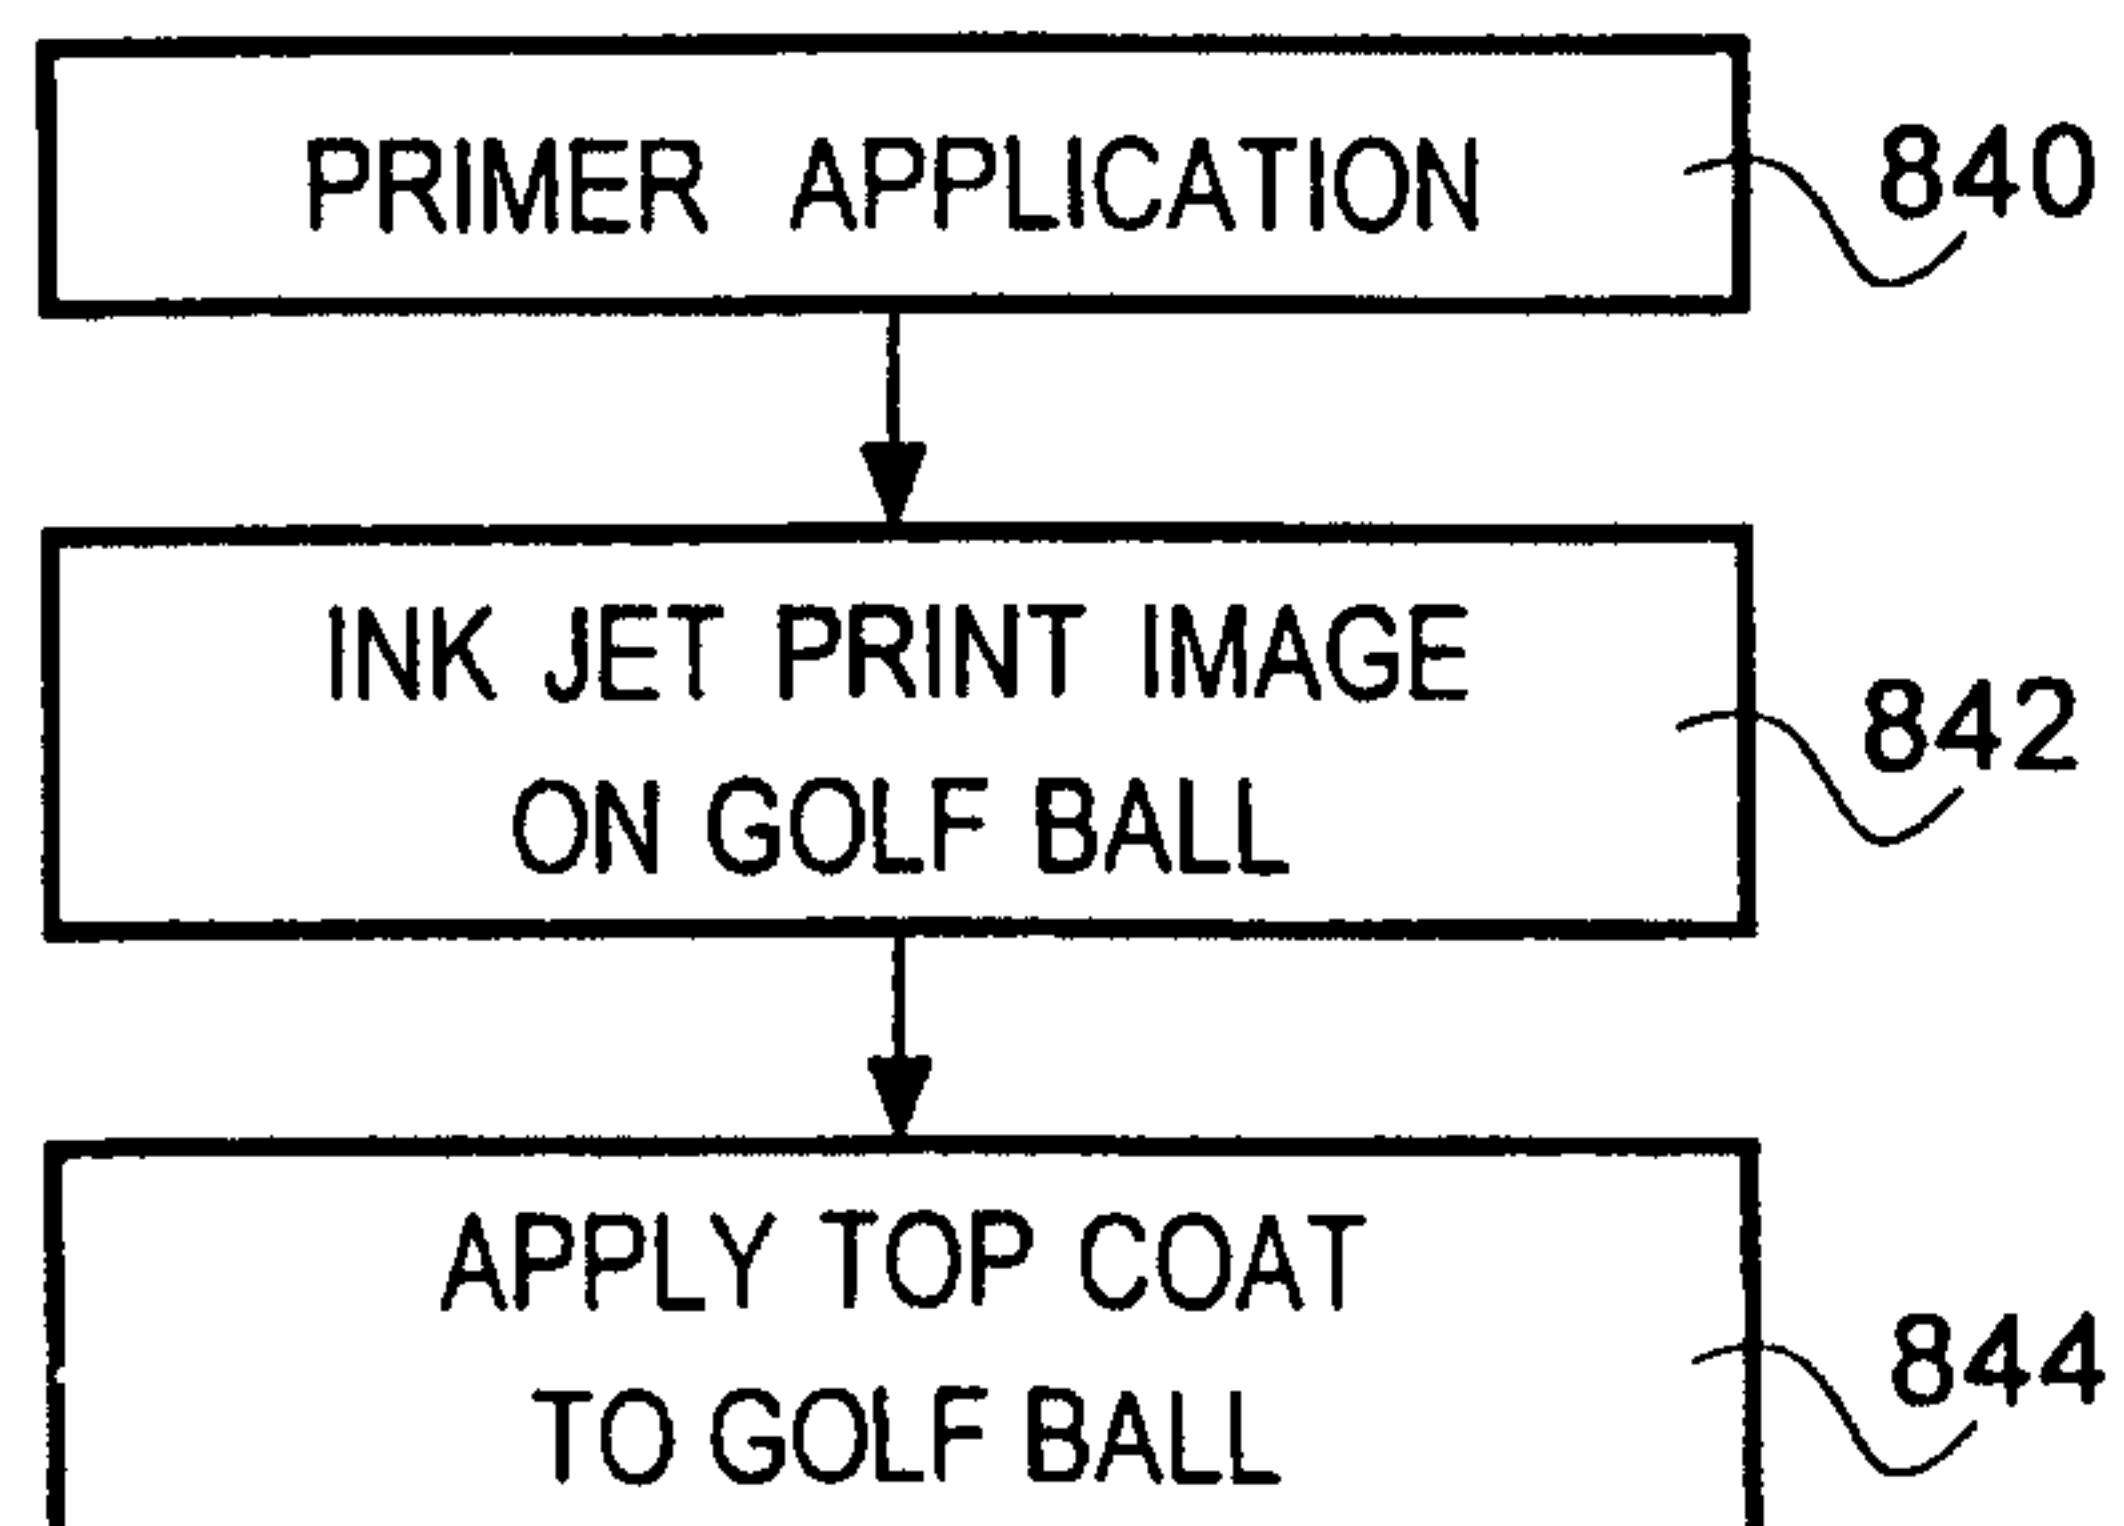 PRIMER APPLICATION
840
INK JET PRINT IMAGE
ON GOLF BALL
842
APPLY TOP COAT
TO GOLF BALL
844